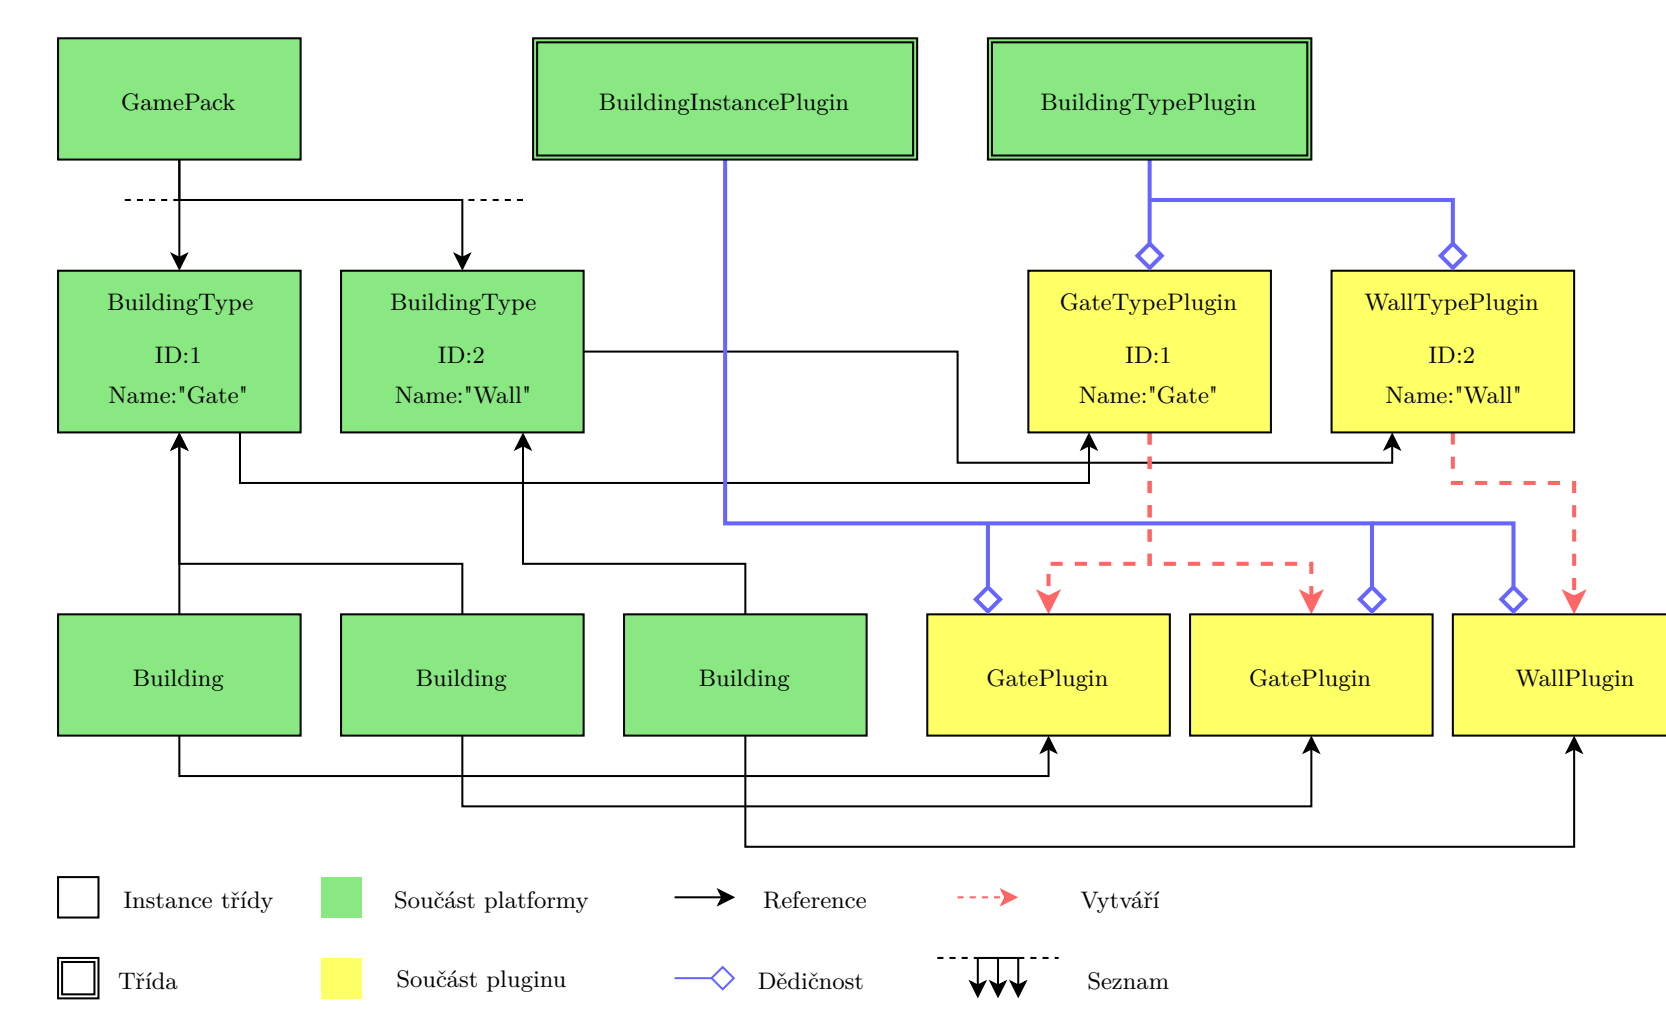 GamePack
BuildingInstancePlugin
BuildingTypePlugin
BuildingType
ID:1
Name:"Gate"
BuildingType
ID:2
Name:"Wall"
GateTypePlugin
ID:1
Name:"Gate"
WallTypePlugin
ID:2
Name:"Wall"
Building
Building
Building
GatePlugin
GatePlugin
WallPlugin
Instance třídy
Součást platformy
Reference
Vytváří
Třída
Součást pluginu
Dědičnost
Seznam